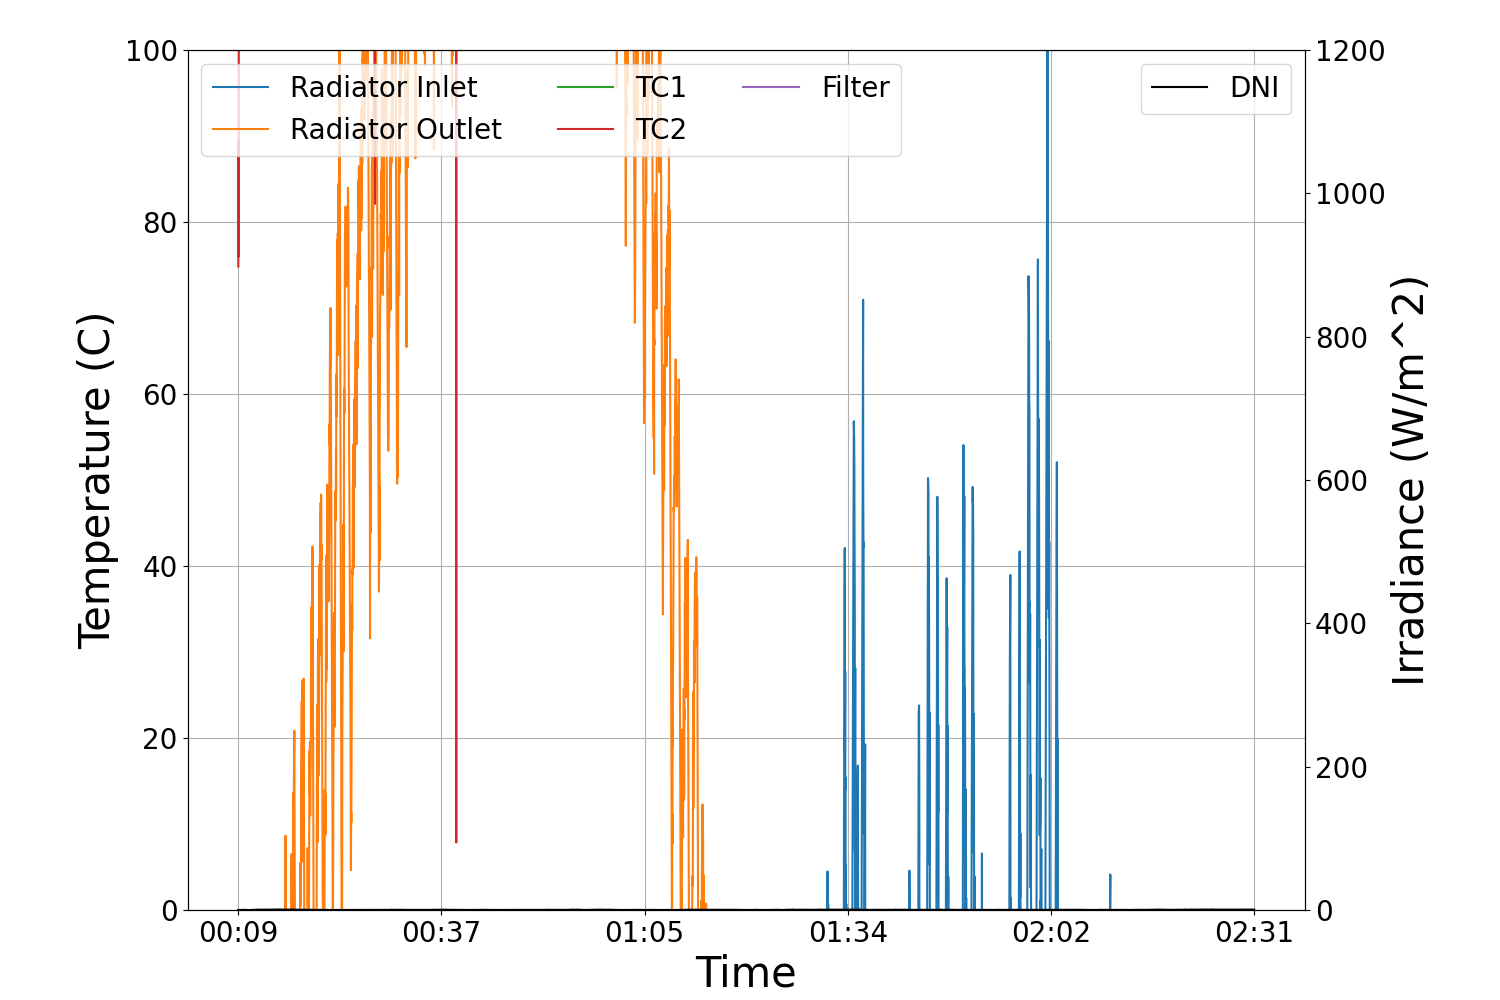 Radiator Inlet
Radiator Outlet
TC1
TC2
Filter
DNI
100
80
60
40
20
0
Temperature (C)
1200
1000
800
600
400
200
0
Irradiance (W/m^2)
00:09 00:37 01:05 01:34 02:02 02:31
Time